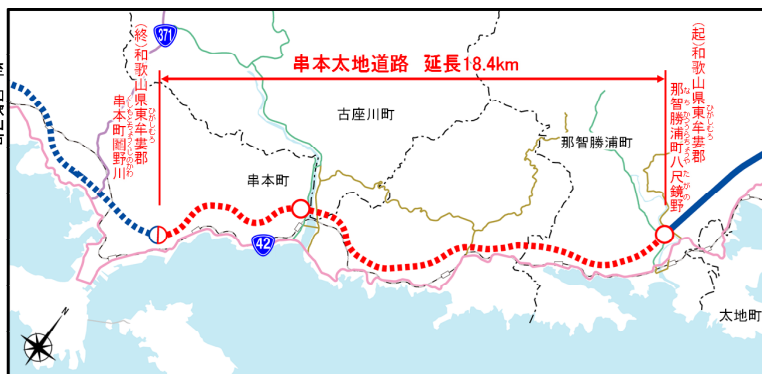 (終)和歌山県東牟婁郡
ひがしむろ
串本町鬮野川
くしもとちょうくじのかわ
371
串本太地道路 延長18.4km
(起)和歌山県東牟婁郡
ひがしむろ
那智勝浦町八尺鏡野
なちかつうらちょうやたがの
古座川町
那智勝浦町
串本町
42
太地町
N